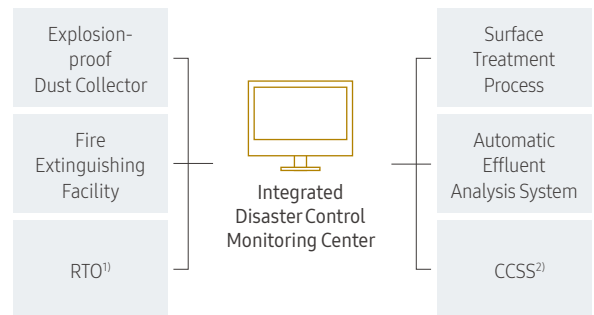 Explosion-
proof
Dust Collector
Fire
Extinguishing
Facility
RTO1)
Integrated
Disaster Control
Monitoring Center
Surface
Treatment
Process
Automatic
Effluent
Analysis System
CCSS2)